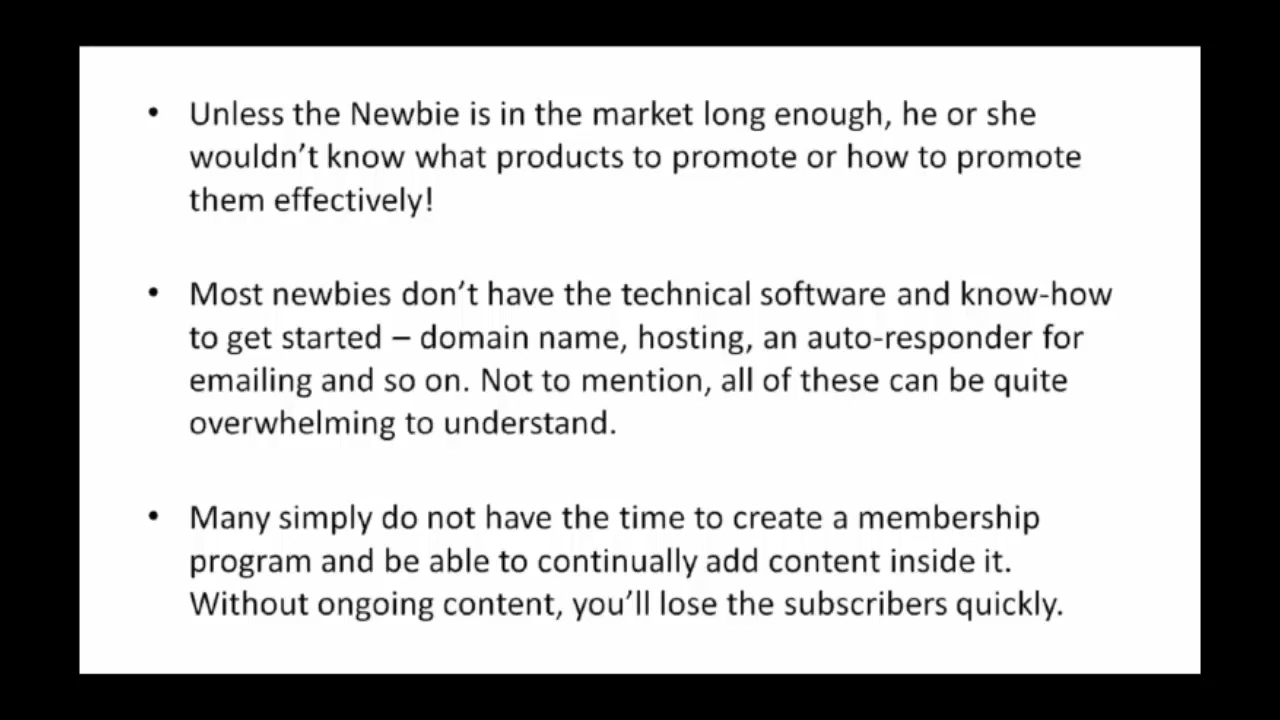 • Unless the Newbie is in the market long enough, he or she
wouldn’t know what products to promote or how to promote
them effectively!
• Most newbies don’t have the technical software and know-how
to get started – domain name, hosting, an auto-responder for
emailing and so on. Not to mention, all of these can be quite
overwhelming to understand.
• Many simply do not have the time to create a membership
program and be able to continually add content inside it.
Without ongoing content, you’ll lose the subscribers quickly.